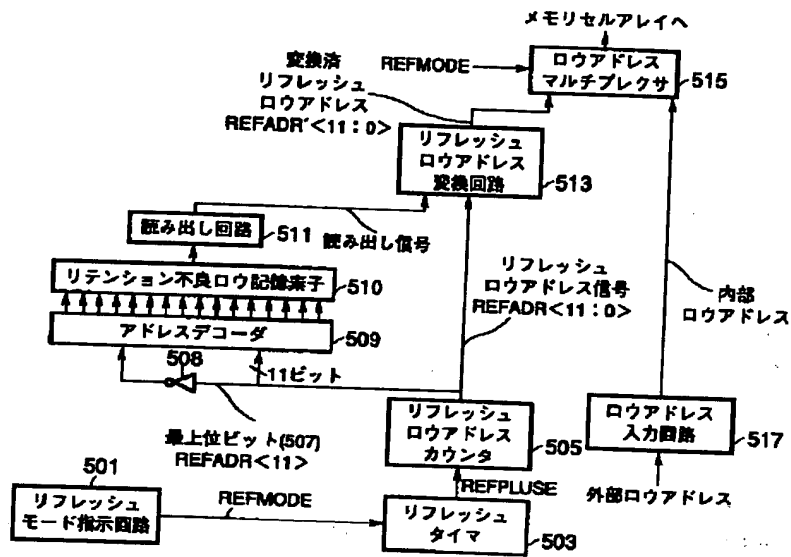 メモリセルアレイへ
変換済
リフレッシュ
ロウアドレス
REFADR´<11:0>
REFMODE
ロウアドレス
マルチプレクサ
515
リフレッシュ
ロウアドレス
変換回路
513
読み出し回路
511
読み出し信号
リテンション不良ロウ記憶素子
510
リフレッシュ
ロウアドレス信号
REFADR<11:0>
内部
ロウアドレス
アドレスデコーダ
509
508
11ビット
最上位ビット(507)
REFADR<11>
リフレッシュ
ロウアドレス
カウンタ
505
ロウアドレス
入力回路
517
501
リフレッシュ
モード指示回路
REFMODE
REFPLUSE
外部ロウアドレス
リフレッシュ
タイマ
503